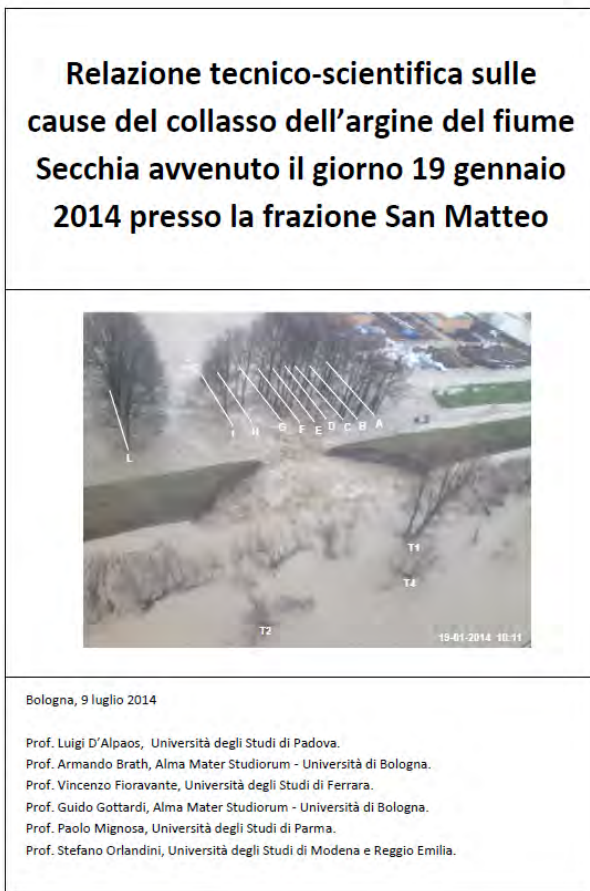 Relazione tecnico-scientifica sulle
cause del collasso dell'argine del fiume
Secchia avvenuto il giorno 19 gennaio
2014 presso la frazione San Matteo
I H G F E D C B A
L
T1
T4
T2
19-01-2014 10:11
Bologna, 9 luglio 2014
Prof. Luigi D'Alpaos, Università degli Studi di Padova.
Prof. Armando Brath, Alma Mater Studiorum - Università di Bologna.
Prof. Vincenzo Fioravante, Università degli Studi di Ferrara.
Prof. Guido Gottardi, Alma Mater Studiorum - Università di Bologna.
Prof. Paolo Mignosa, Università degli Studi di Parma.
Prof. Stefano Orlandini, Università degli Studi di Modena e Reggio Emilia.